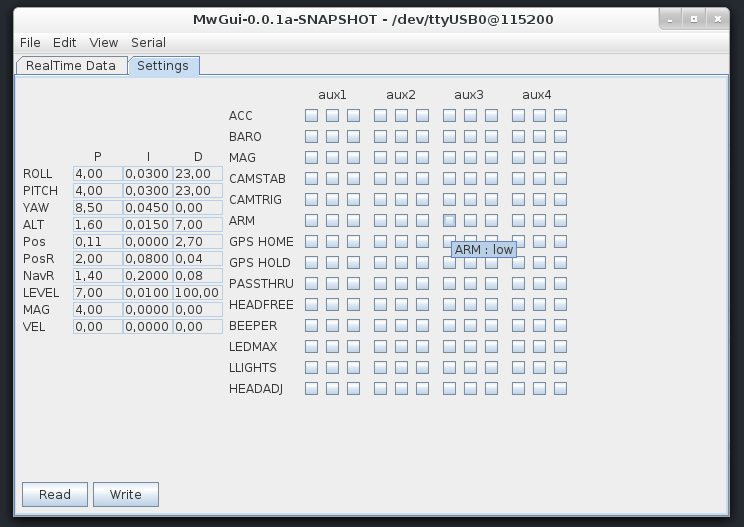 MwGui-0.0.1a-SNAPSHOT - /dev/ttyUSB0@115200
File Edit View Serial
RealTime Data Settings
aux1 aux2 aux3 aux4
ACC
BARO
MAG
CAMSTAB
CAMTRIG
ARM
GPS HOME
ARM : low
GPS HOLD
PASSTHRU
HEADFREE
BEEPER
LEDMAX
LLIGHTS
HEADADJ
P I D
ROLL 4,00 0,0300 23,00
PITCH 4,00 0,0300 23,00
YAW 8,50 0,0450 0,00
ALT 1,60 0,0150 7,00
Pos 0,11 0,0000 2,70
PosR 2,00 0,0800 0,04
NavR 1,40 0,2000 0,08
LEVEL 7,00 0,0100 100,00
MAG 4,00 0,0000 0,00
VEL 0,00 0,0000 0,00
Read Write